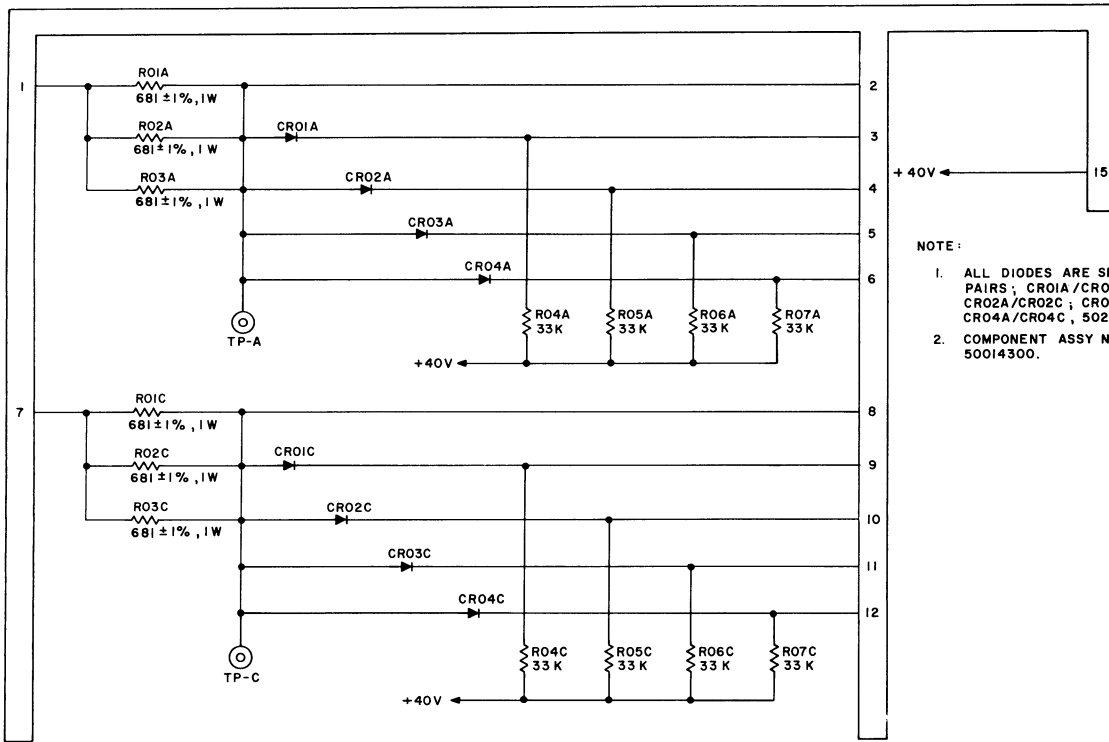 R01A
1
681 ±1%, 1W
2
R02A
681 ±1%, 1W
CR01A
3
R03A
681 ±1%, 1W
CR02A
4
+40V
15
CR03A
5
CR04A
6
TP-A
R04A
33K
R05A
33K
R06A
33K
R07A
33K
+40V
NOTE:
1. ALL DIODES ARE
PAIRS; CR01A/
CR02A/CR02C;
CR04A/CR04C,
2. COMPONENT ASSY
50014300.
R01C
7
681 ±1%, 1W
8
R02C
681 ±1%, 1W
CR01C
9
R03C
681 ±1%, 1W
CR02C
10
CR03C
11
CR04C
12
TP-C
R04C
33K
R05C
33K
R06C
33K
R07C
33K
+40V